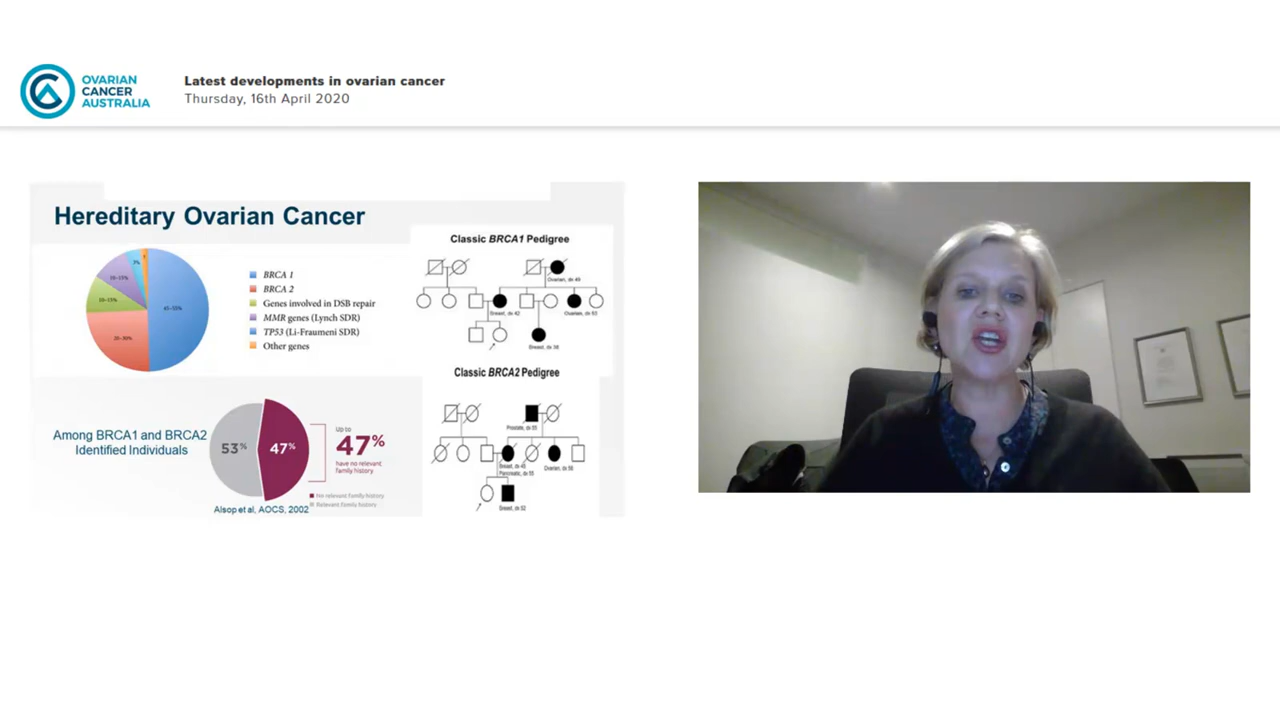 OVARIAN
CANCER
AUSTRALIA
Latest developments in ovarian cancer
Thursday, 16th April 2020
Hereditary Ovarian Cancer
BRCA 1
BRCA 2
Genes involved in DSB repair
MMR genes (Lynch SDR)
TP53 (Li-Fraumeni SDR)
Other genes
Among BRCA1 and BRCA2
Identified Individuals
53%
47%
Up to
47%
have no relevant
family history
No relevant family history
Relevant family history
Alsop et al, AOCS, 2002
Classic BRCA1 Pedigree
Breast, dx 42
Classic BRCA2 Pedigree